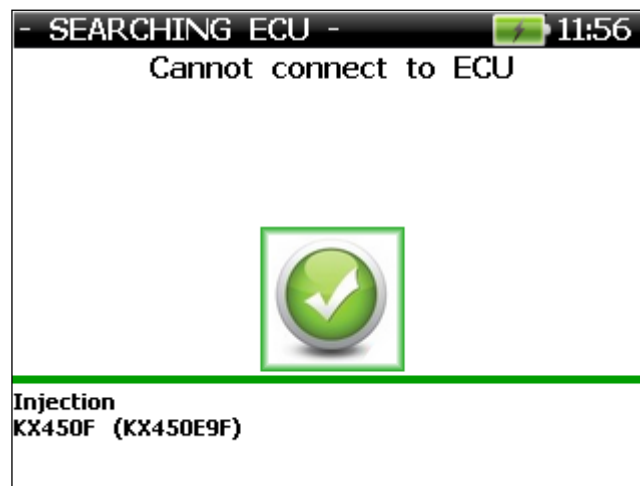 - SEARCHING ECU -
11:56
Cannot connect to ECU
Injection
KX450F (KX450E9F)